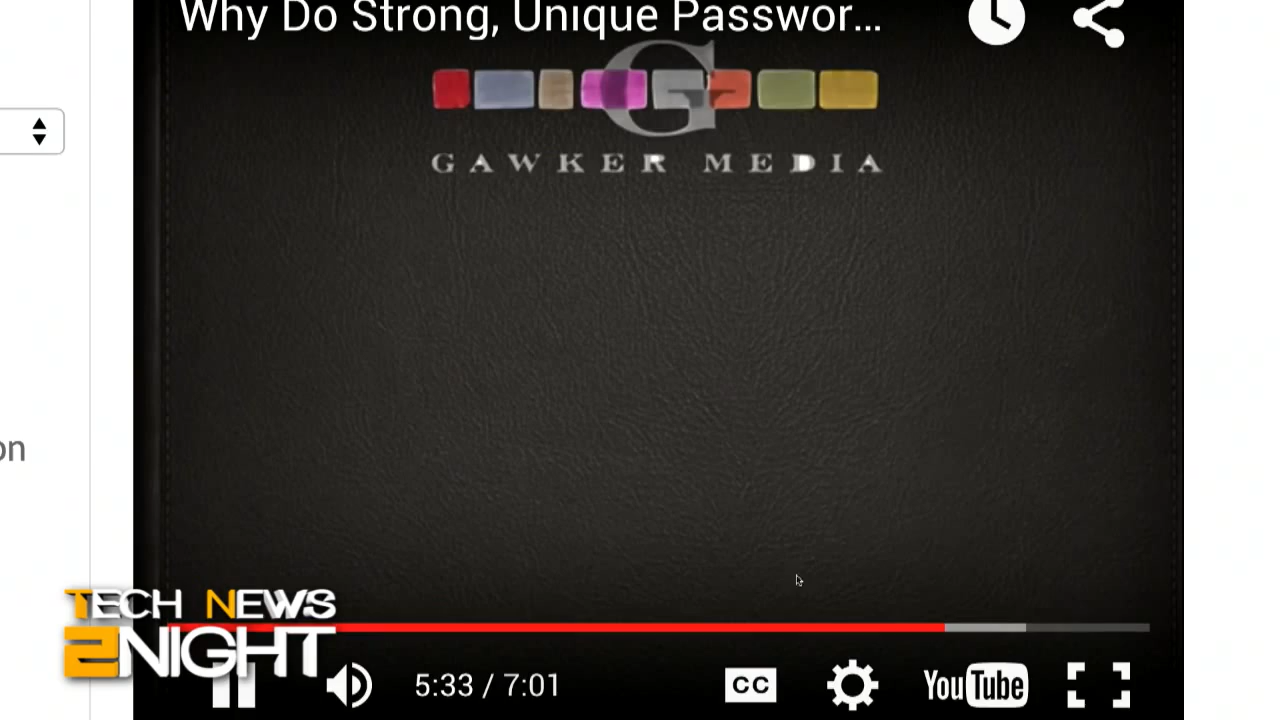 Why Do Strong, Unique Passwor...
G
GAWKER MEDIA
on
TECH NEWS
2NIGHT
5:33 / 7:01
CC
YouTube